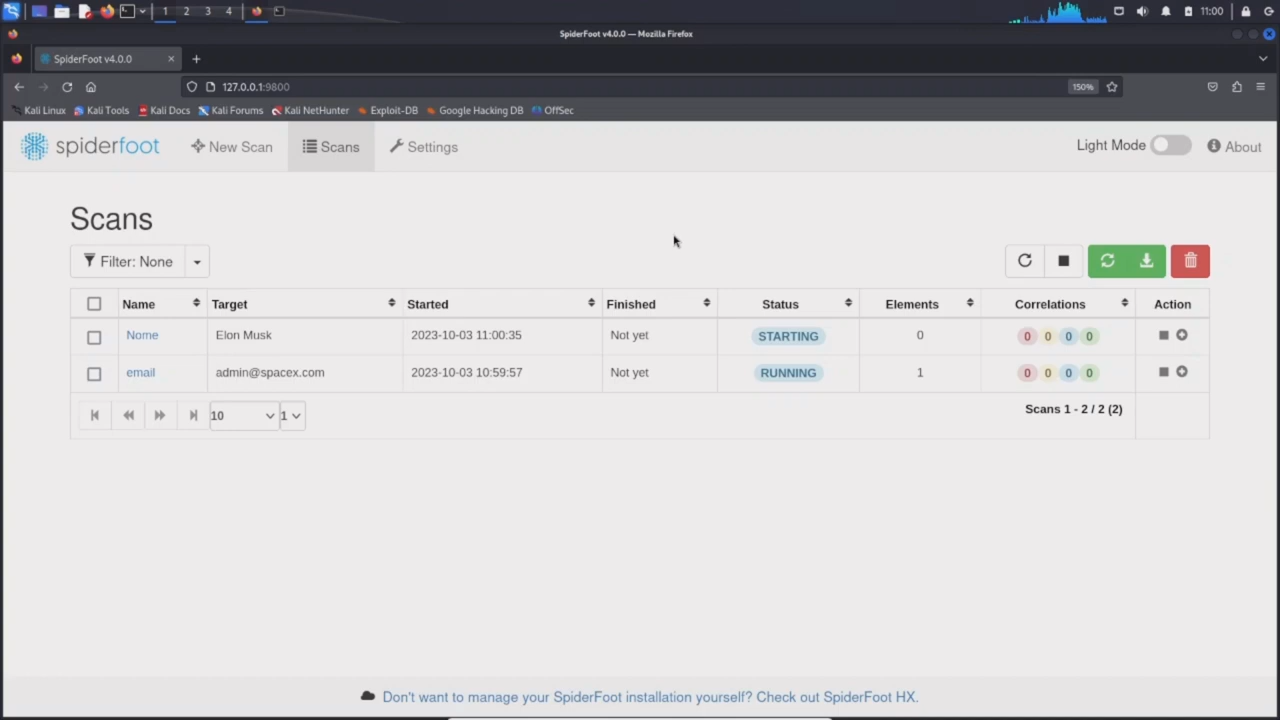 1 2 3 4 11:00
SpiderFoot v4.0.0 — Mozilla Firefox
SpiderFoot v4.0.0
127.0.0.1:9800 150%
Kali Linux Kali Tools Kali Docs Kali Forums Kali NetHunter Exploit-DB Google Hacking DB OffSec
spiderfoot New Scan Scans Settings Light Mode About
Scans
Filter: None
Name Target Started Finished Status Elements Correlations Action
Nome Elon Musk 2023-10-03 11:00:35 Not yet STARTING 0 0 0 0 0
email admin@spacex.com 2023-10-03 10:59:57 Not yet RUNNING 1 0 0 0 0
10 1 Scans 1 - 2 / 2 (2)
Don't want to manage your SpiderFoot installation yourself? Check out SpiderFoot HX.